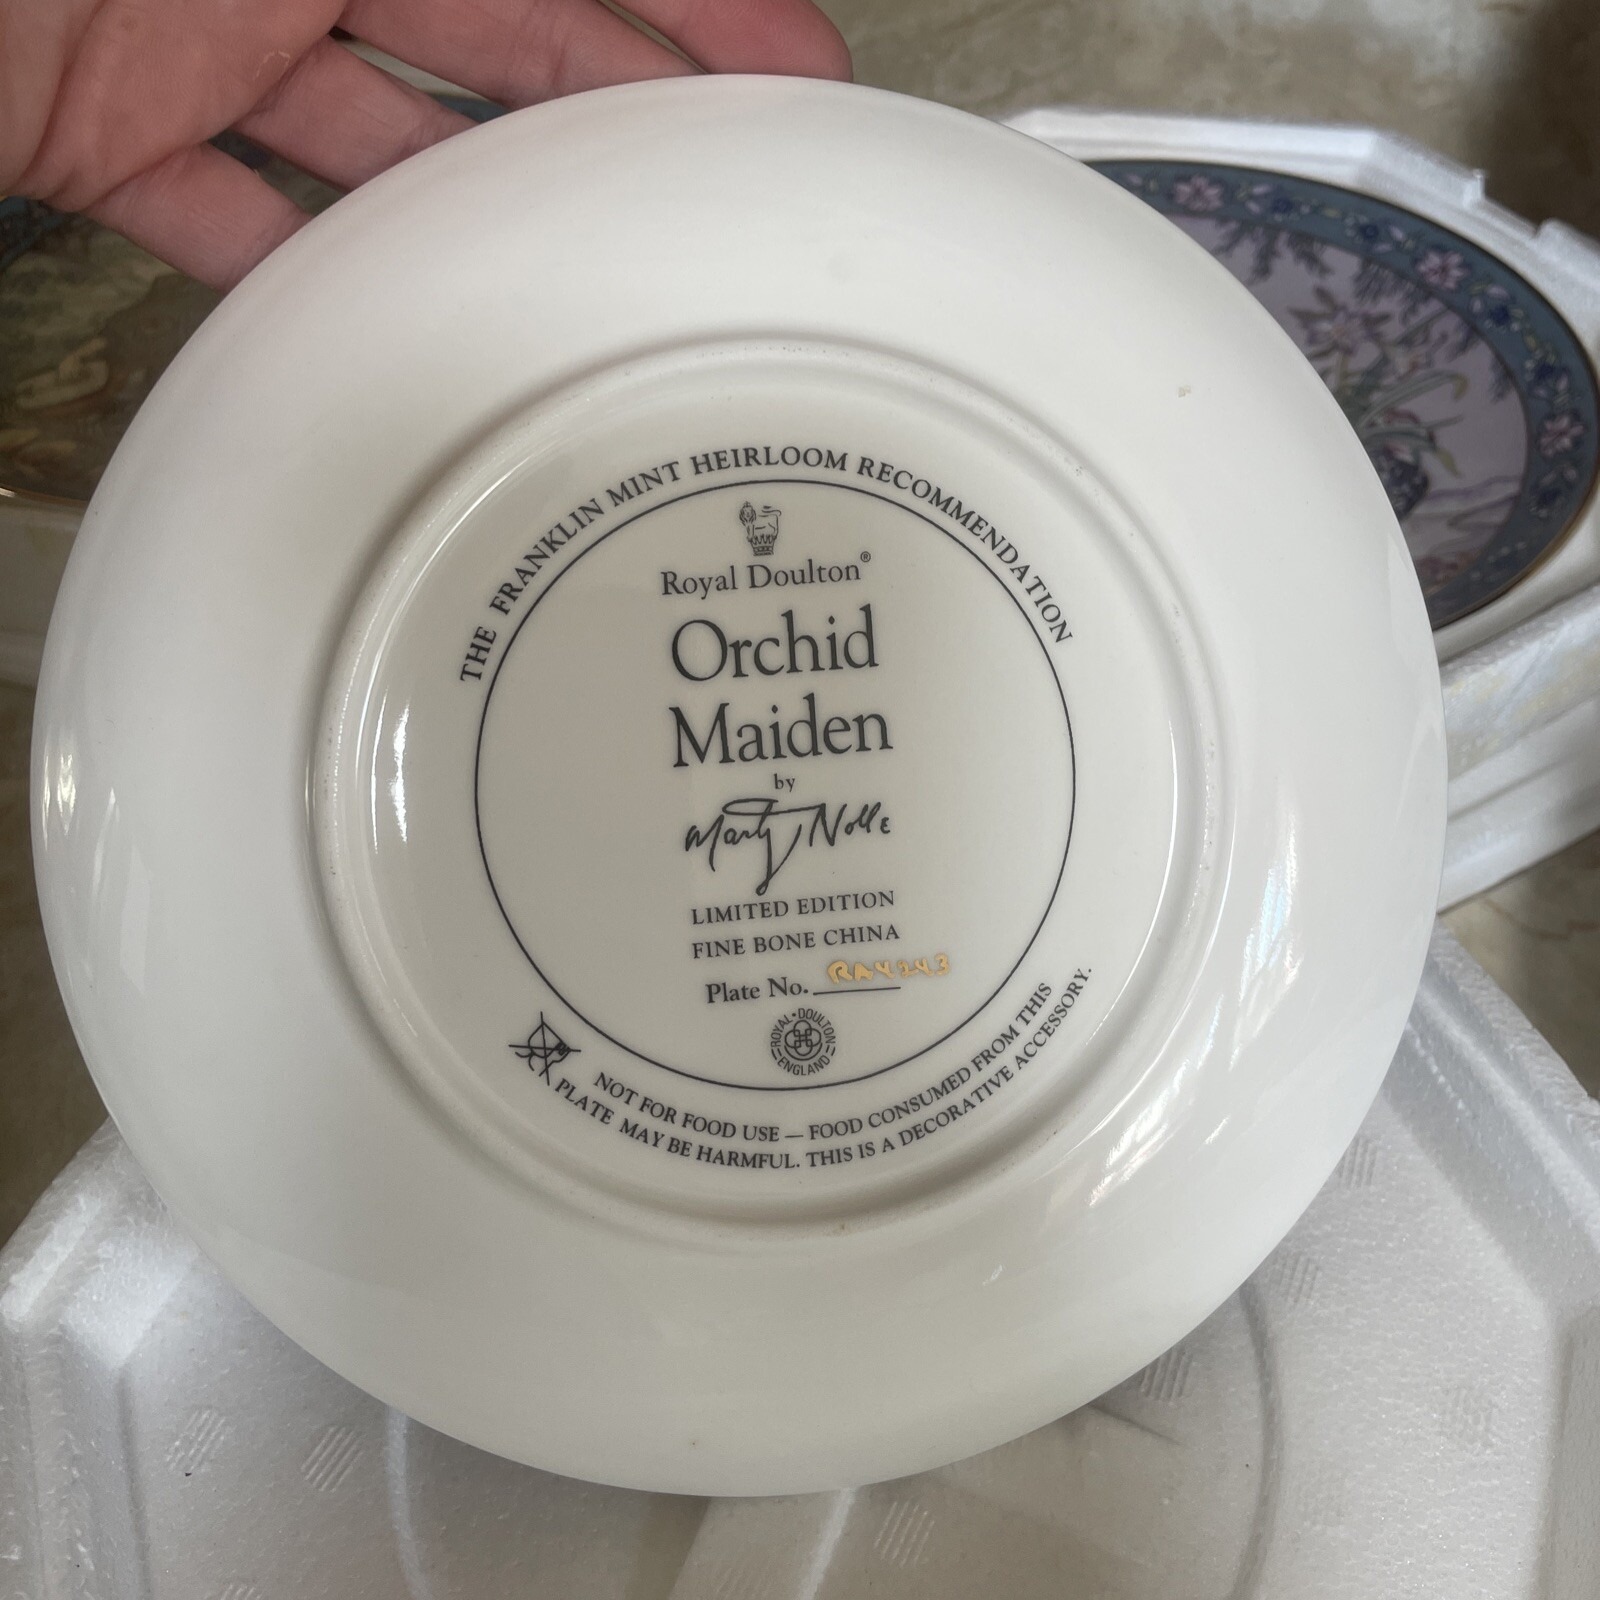 THE FRANKLIN MINT HEIRLOOM RECOMMENDATION
Royal Doulton®
Orchid
Maiden
by
Marty Nolle
LIMITED EDITION
FINE BONE CHINA
Plate No. RA4243
ROYAL · DOULTON
ENGLAND
NOT FOR FOOD USE — FOOD CONSUMED FROM THIS
PLATE MAY BE HARMFUL. THIS IS A DECORATIVE ACCESSORY.